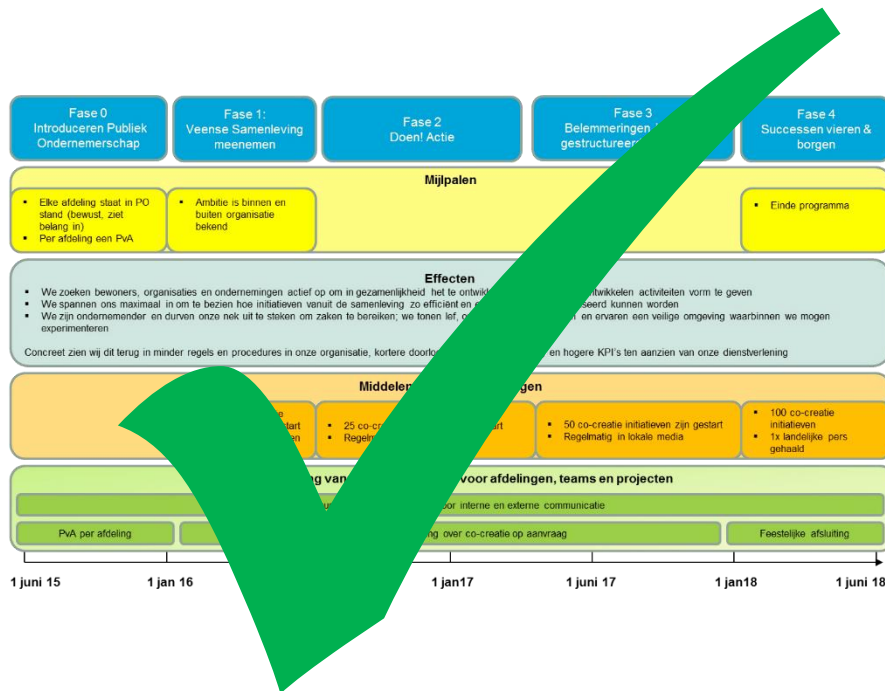 Fase 0
Introduceren Publiek
Ondernemerschap
Fase 1:
Veense Samenleving
meenemen
Fase 2
Doen! Actie
Fase 3
Belemmeringen
gestructureer
Fase 4
Successen vieren &
borgen
Mijlpalen
▪ Elke afdeling staat in PO
stand (bewust, ziet
belang in)
▪ Per afdeling een PvA
▪ Ambitie is binnen en
buiten organisatie
bekend
▪ Einde programma
Effecten
▪ We zoeken bewoners, organisaties en ondernemingen actief op om in gezamenlijkheid het te ontwikk ntwikkelen activiteiten vorm te geven
▪ We spannen ons maximaal in om te bezien hoe initiatieven vanuit de samenleving zo efficiënt en seerd kunnen worden
▪ We zijn ondernemender en durven onze nek uit te steken om zaken te bereiken; we tonen lef, en ervaren een veilige omgeving waarbinnen we mogen
experimenteren
Concreet zien wij dit terug in minder regels en procedures in onze organisatie, kortere doorlo en hogere KPI's ten aanzien van onze dienstverlening
Middelen gen
▪ 25 co-crea art
▪ Regelm
▪ 50 co-creatie initiatieven zijn gestart
▪ Regelmatig in lokale media
▪ 100 co-creatie
initiatieven
▪ 1x landelijke pers
gehaald
ng van voor afdelingen, teams en projecten
or interne en externe communicatie
PvA per afdeling
ng over co-creatie op aanvraag
Feestelijke afsluiting
1 juni 15
1 jan 16
1 jan17
1 juni 17
1 jan18
1 juni 18